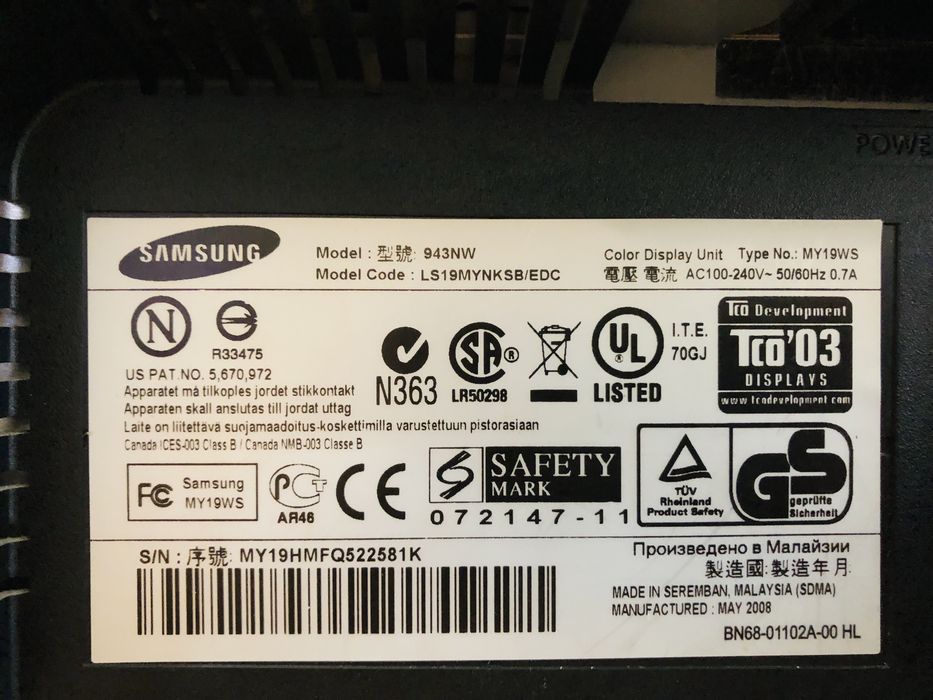 POWE
SAMSUNG
Model : 型號: 943NW
Model Code : LS19MYNKSB/EDC
Color Display Unit Type No.: MY19WS
電壓 電流 AC100-240V~ 50/60Hz 0.7A
N
R33475
US PAT.NO. 5,670,972
Apparatet må tilkoples jordet stikkontakt
Apparaten skall anslutas till jordat uttag
Laite on liitettävä suojamaadoitus-koskettimilla varustettuun pistorasiaan
Canada ICES-003 Class B / Canada NMB-003 Classe B
N363
SA®
LR50298
UL
LISTED
I.T.E.
70GJ
TCO Development
TCO'03
DISPLAYS
www.tcodevelopment.com
FC Samsung
MY19WS
РСТ
АЯ46
CE
S SAFETY
MARK
072147-11
TÜV
Rheinland
Product Safety
GS
geprüfte
Sicherheit
S/N : 序號: MY19HMFQ522581K
Произведено в Малайзии
製造國: 製造年月:
MADE IN SEREMBAN, MALAYSIA (SDMA)
MANUFACTURED : MAY 2008
BN68-01102A-00 HL